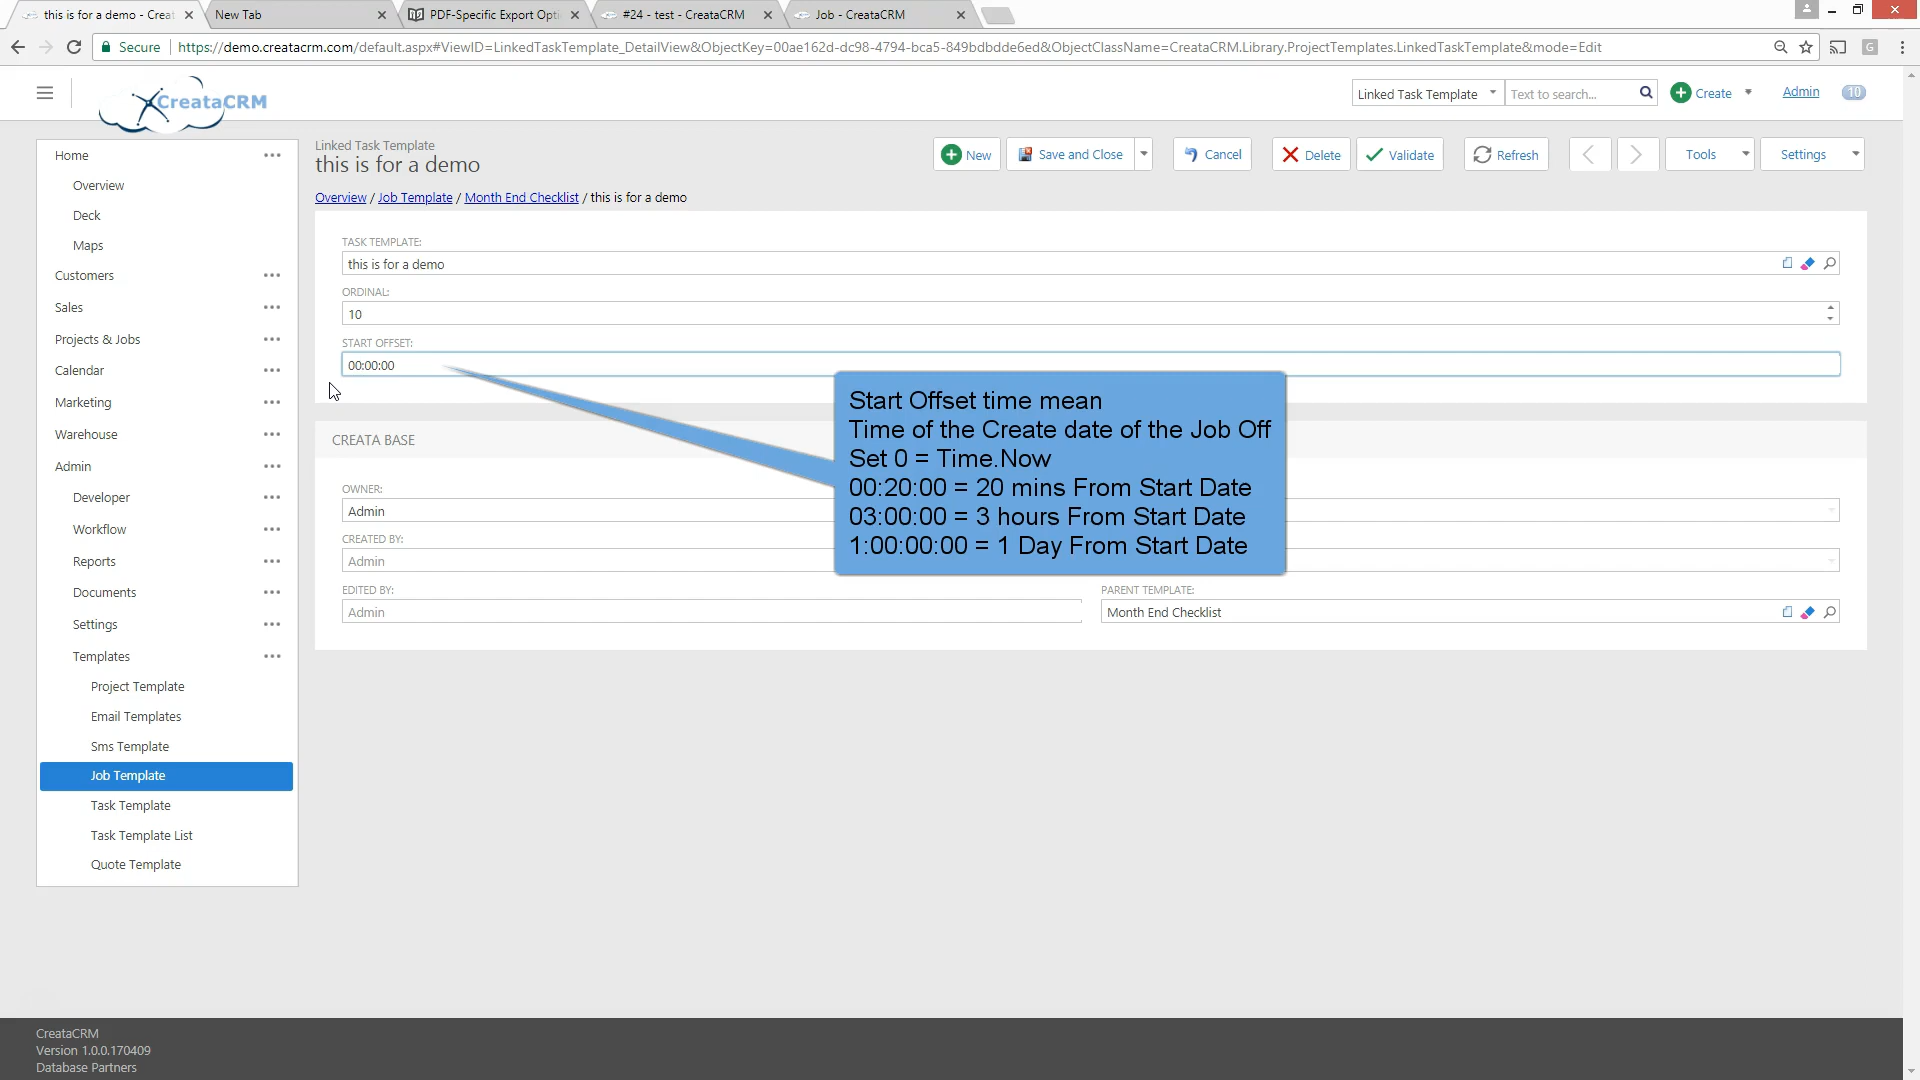 this is for a demo - Creat
New Tab
PDF-Specific Export Opti
#24 - test - CreataCRM
Job - CreataCRM
Secure
https://demo.creatacrm.com/default.aspx#ViewID=LinkedTaskTemplate_DetailView&ObjectKey=00ae162d-dc98-4794-bca5-849bdbdde6ed&ObjectClassName=CreataCRM.Library.ProjectTemplates.LinkedTaskTemplate&mode=Edit
G
CreataCRM
Linked Task Template
Text to search...
Create
Admin
10
Home
Overview
Deck
Maps
Customers
Sales
Projects & Jobs
Calendar
Marketing
Warehouse
Admin
Developer
Workflow
Reports
Documents
Settings
Templates
Project Template
Email Templates
Sms Template
Job Template
Task Template
Task Template List
Quote Template
Linked Task Template
this is for a demo
New
Save and Close
Cancel
Delete
Validate
Refresh
Tools
Settings
Overview / Job Template / Month End Checklist / this is for a demo
TASK TEMPLATE:
this is for a demo
ORDINAL:
10
START OFFSET:
00:00:00
Start Offset time mean
Time of the Create date of the Job Off
Set 0 = Time.Now
00:20:00 = 20 mins From Start Date
03:00:00 = 3 hours From Start Date
1:00:00:00 = 1 Day From Start Date
CREATA BASE
OWNER:
Admin
CREATED BY:
Admin
EDITED BY:
Admin
PARENT TEMPLATE:
Month End Checklist
CreataCRM
Version 1.0.0.170409
Database Partners